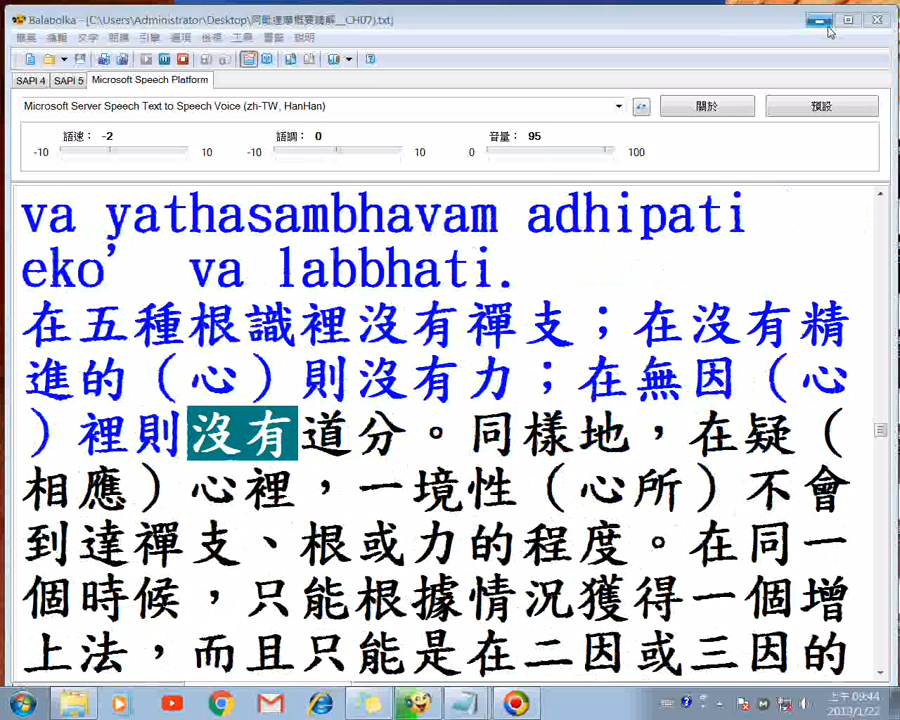 Balabolka - [C:\Users\Administrator\Desktop\阿毗達摩概要精解__CH07).txt]
檔案 編輯 文字 朗讀 引擎 選項 檢視 工具 書籤 說明
SAPI 4 SAPI 5 Microsoft Speech Platform
Microsoft Server Speech Text to Speech Voice (zh-TW, HanHan) 關於 預設
語速： -2 語調： 0 音量： 95
-10 10 -10 10 0 100
va yathasambhavam adhipati
eko’ va labbhati.
在五種根識裡沒有禪支；在沒有精
進的（心）則沒有力；在無因（心
）裡則沒有道分。同樣地，在疑（
相應）心裡，一境性（心所）不會
到達禪支、根或力的程度。在同一
個時候，只能根據情況獲得一個增
上法，而且只能是在二因或三因的
上午 09:44
2013/1/22